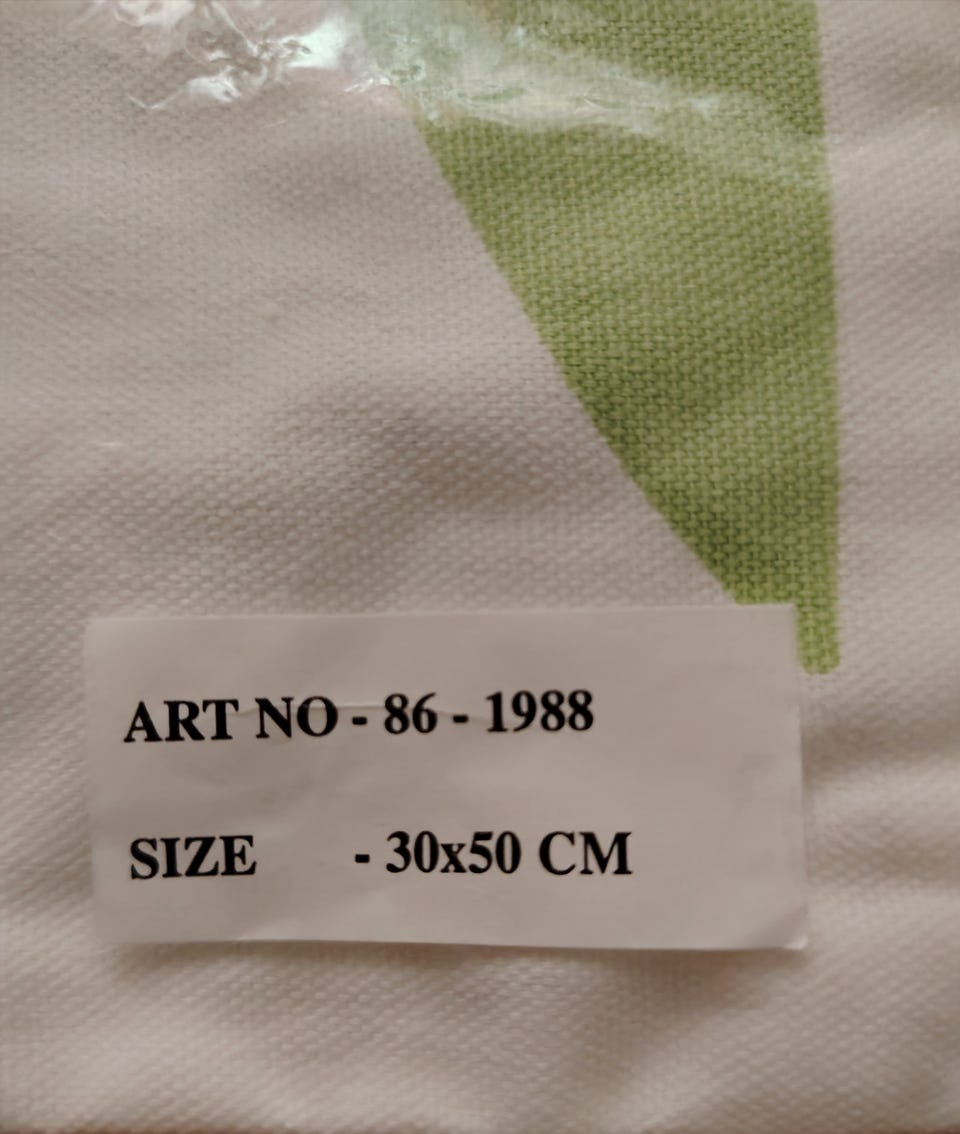 ART NO - 86 - 1988
SIZE - 30x50 CM